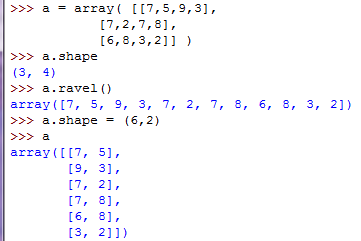 >>> a = array( [[7,5,9,3],
            [7,2,7,8],
            [6,8,3,2]] )
>>> a.shape
(3, 4)
>>> a.ravel()
array([7, 5, 9, 3, 7, 2, 7, 8, 6, 8, 3, 2])
>>> a.shape = (6,2)
>>> a
array([[7, 5],
       [9, 3],
       [7, 2],
       [7, 8],
       [6, 8],
       [3, 2]])